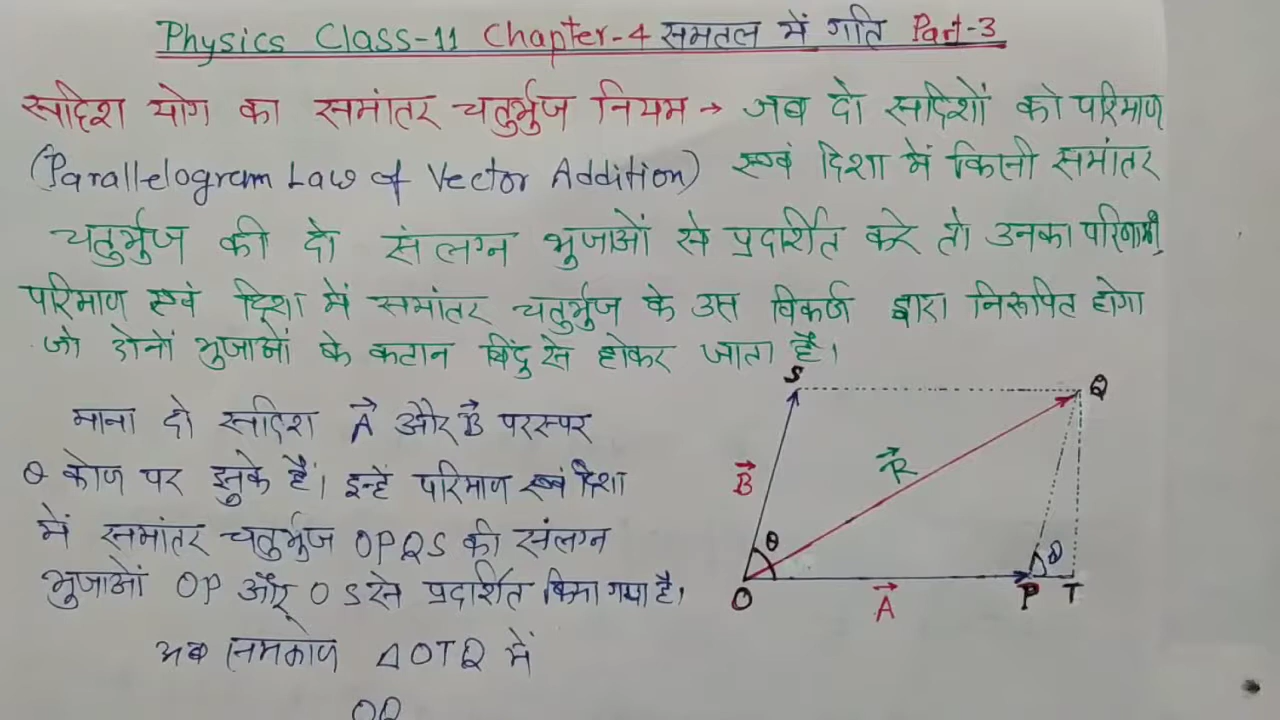 Physics Class-11 Chapter-4 समतल में गति Part-3
सदिश योग का समांतर चतुर्भुज नियम → जब दो सदिशों को परिमाण
(Parallelogram Law of Vector Addition) एवं दिशा में किसी समांतर
चतुर्भुज की दो संलग्न भुजाओं से प्रदर्शित करे तो उनका परिणामी
परिमाण एवं दिशा में समांतर चतुर्भुज के उस विकर्ण द्वारा निरूपित होगा
जो दोनों भुजाओं के कटान बिंदु से होकर जाता है।
माना दो सदिश A⃗ और B⃗ परस्पर
θ कोण पर झुके हैं। इन्हें परिमाण एवं दिशा
में समांतर चतुर्भुज OPQS की संलग्न
भुजाओं OP और OS से प्रदर्शित किया गया है।
अब समकोण ΔOTQ में
S
Q
B⃗
R⃗
θ
θ
O
A⃗
P
T